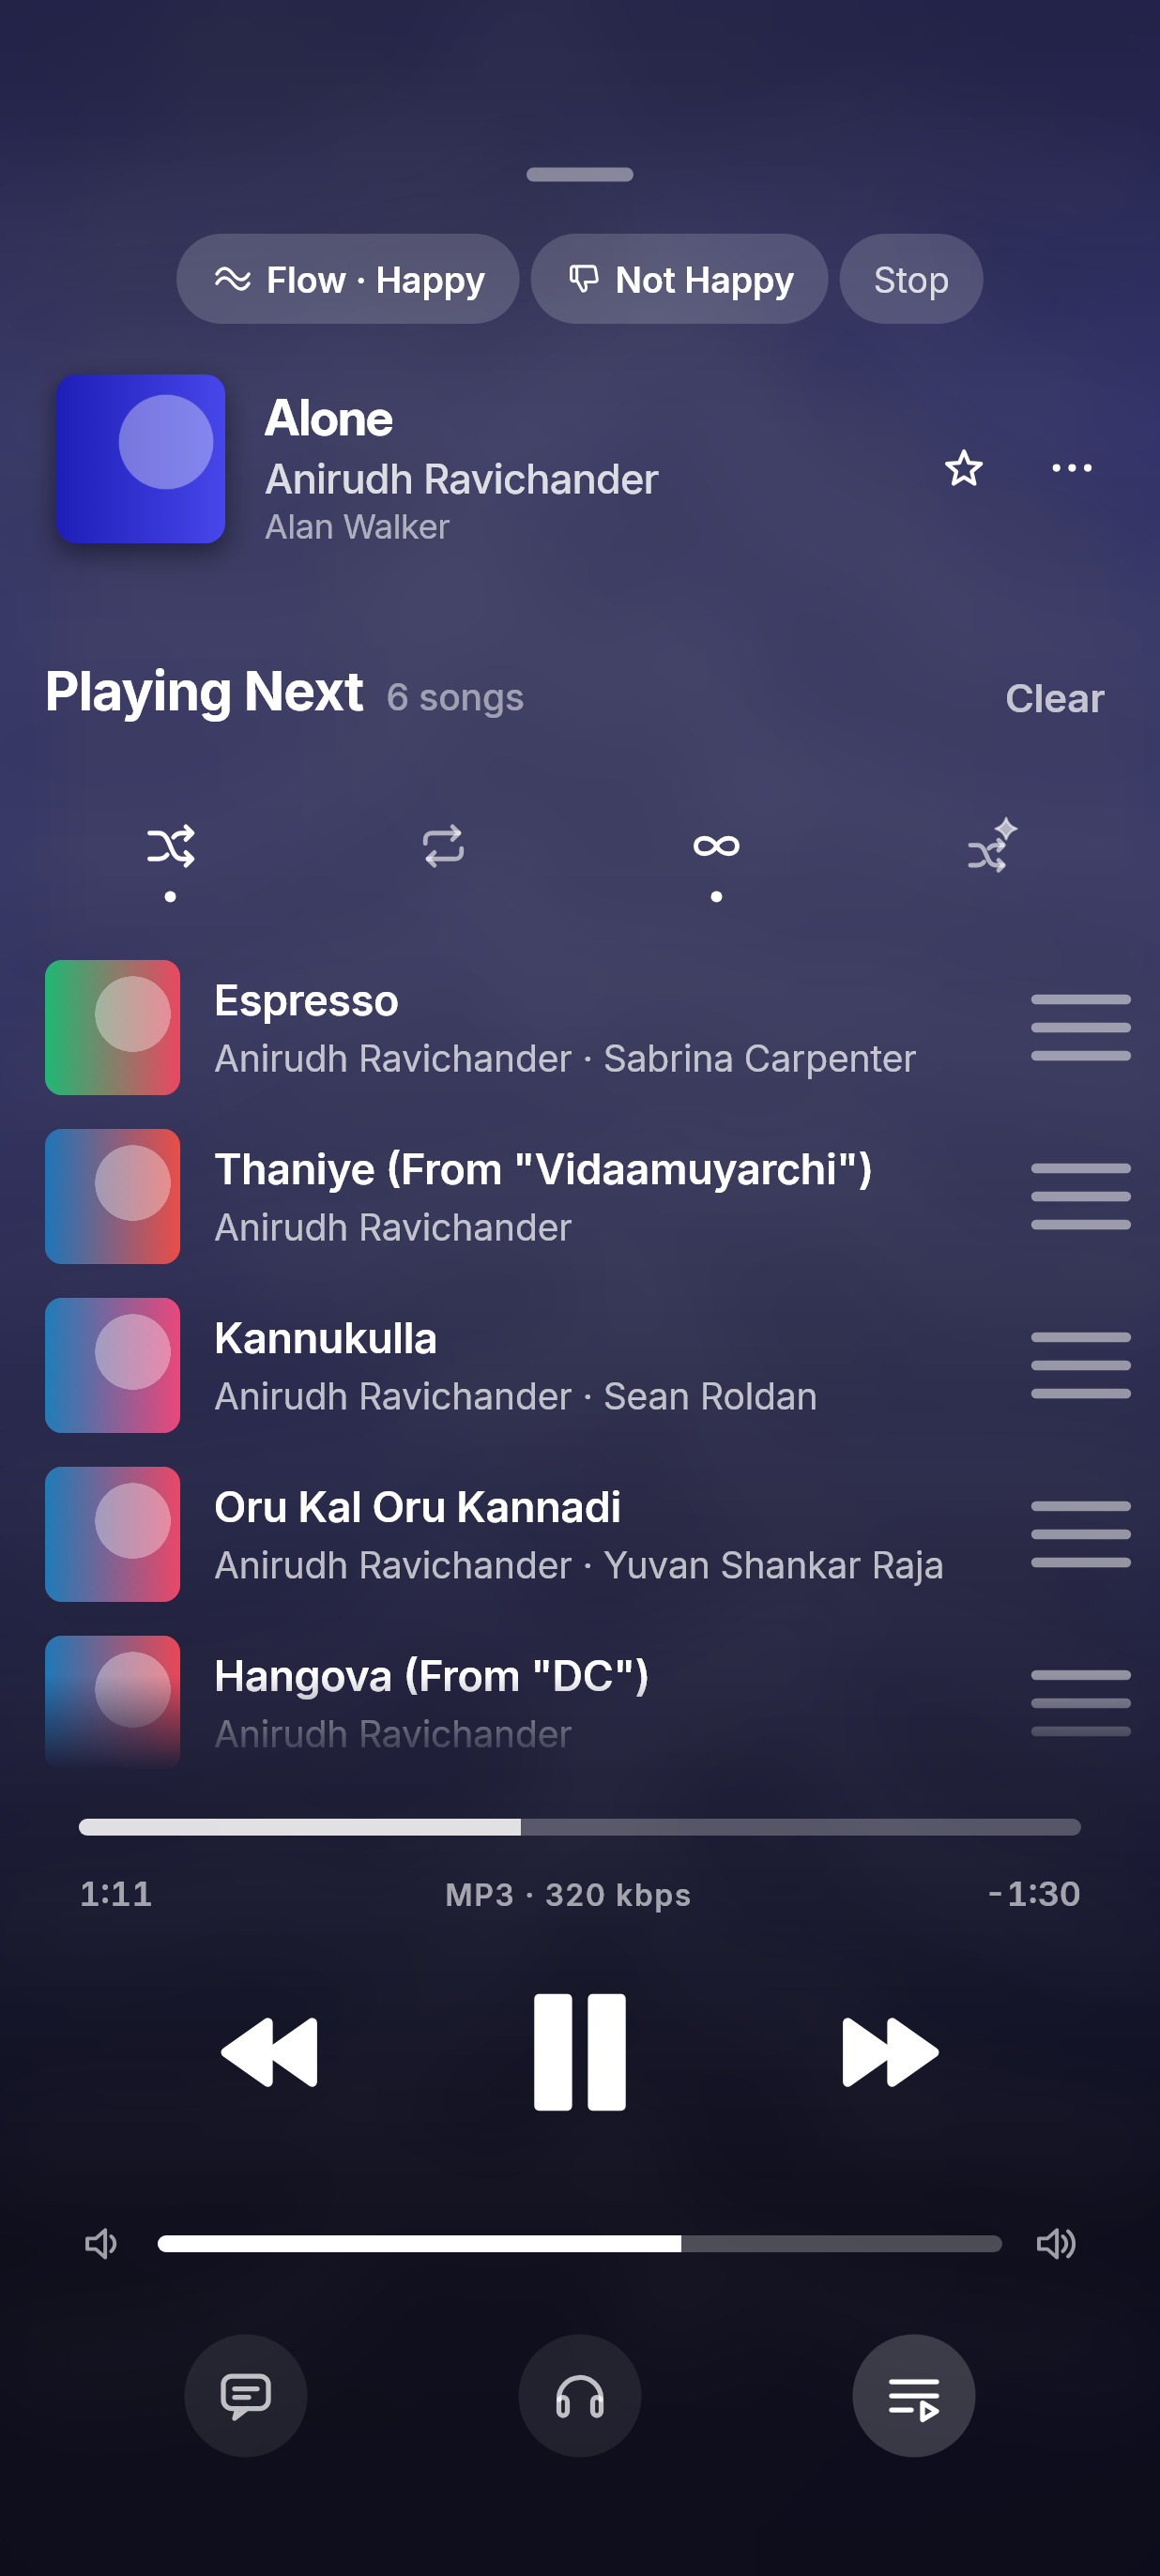 Flow · Happy
Not Happy
Stop
Alone
Anirudh Ravichander
Alan Walker
Playing Next 6 songs
Clear
Espresso
Anirudh Ravichander · Sabrina Carpenter
Thaniye (From "Vidaamuyarchi")
Anirudh Ravichander
Kannukulla
Anirudh Ravichander · Sean Roldan
Oru Kal Oru Kannadi
Anirudh Ravichander · Yuvan Shankar Raja
Hangova (From "DC")
Anirudh Ravichander
1:11
MP3 · 320 kbps
-1:30